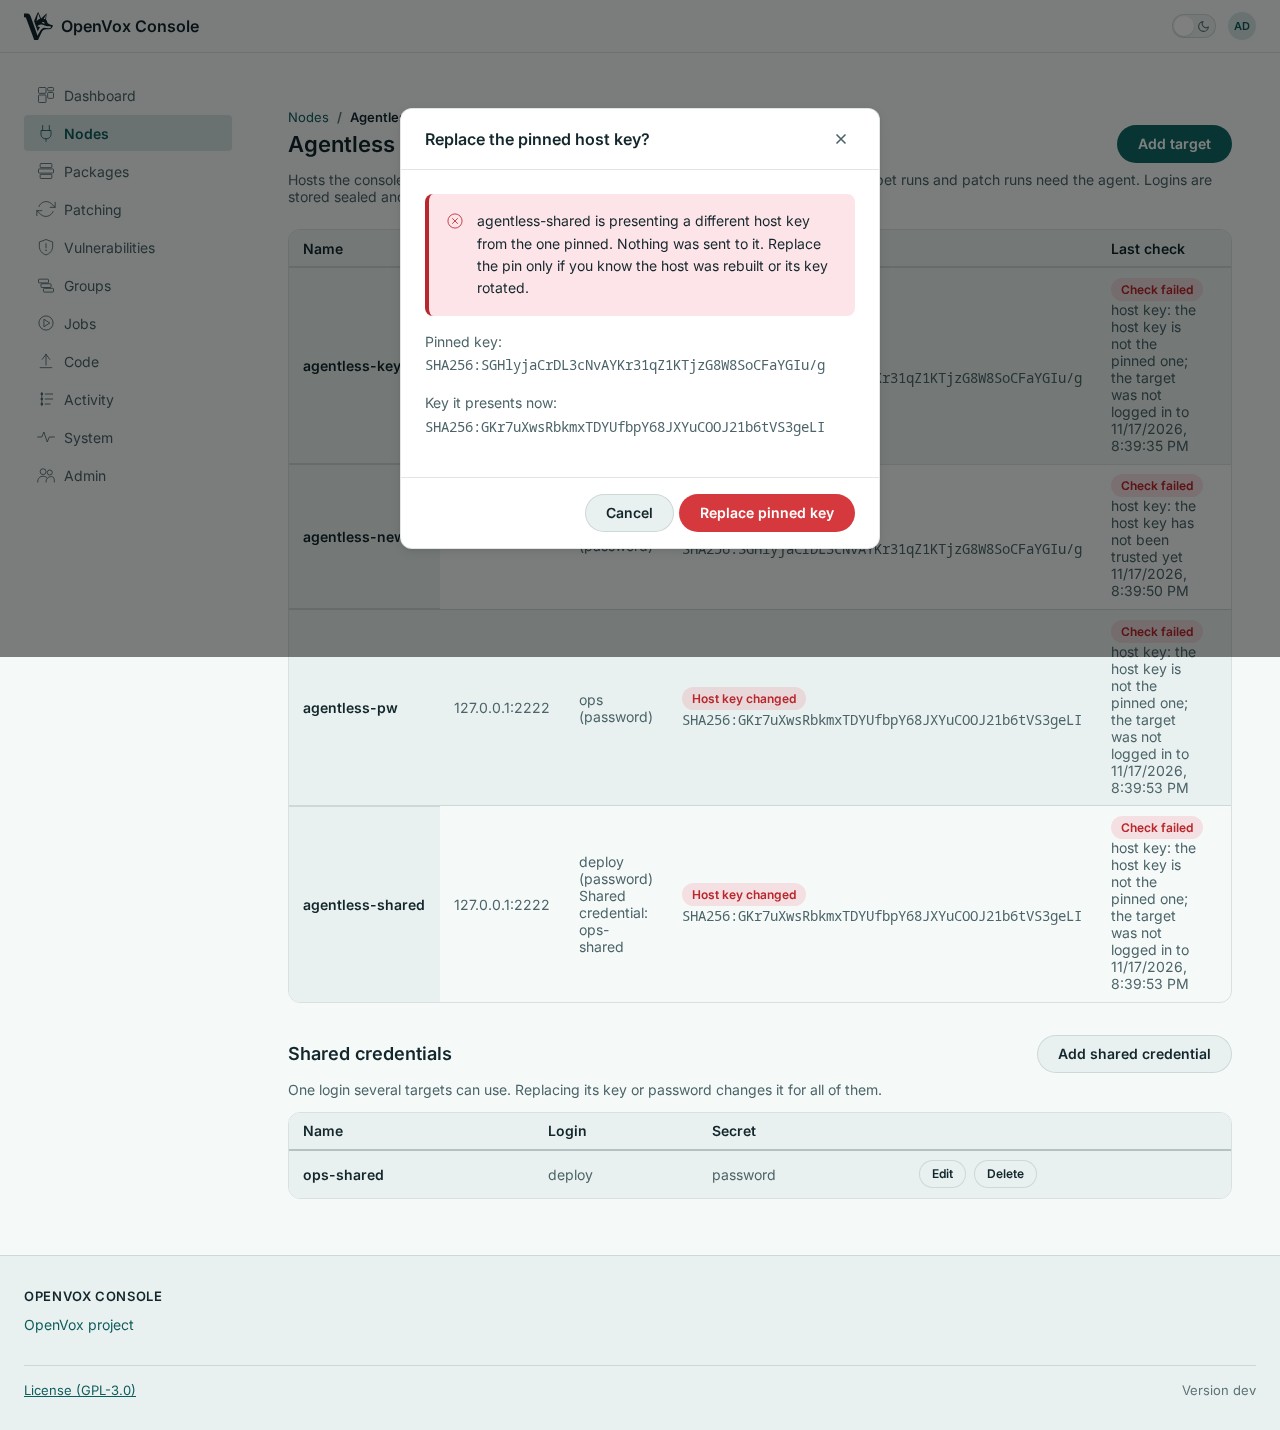 OpenVox Console
AD
Dashboard
Nodes
Packages
Patching
Vulnerabilities
Groups
Jobs
Code
Activity
System
Admin
Nodes / Agentle
Agentless
Add target
Hosts the console
pet runs and patch runs need the agent. Logins are
stored sealed and
Replace the pinned host key?
agentless-shared is presenting a different host key
from the one pinned. Nothing was sent to it. Replace
the pin only if you know the host was rebuilt or its key
rotated.
Pinned key:
SHA256:SGHlyjaCrDL3cNvAYKr31qZ1KTjzG8W8SoCFaYGIu/g
Key it presents now:
SHA256:GKr7uXwsRbkmxTDYUfbpY68JXYuCOOJ21b6tVS3geLI
Cancel
Replace pinned key
Name
Last check
agentless-key
Kr31qZ1KTjzG8W8SoCFaYGIu/g
Check failed
host key: the
host key is
not the
pinned one;
the target
was not
logged in to
11/17/2026,
8:39:35 PM
agentless-new
(password)
SHA256:SGHlyjaCrDL3cNvAYKr31qZ1KTjzG8W8SoCFaYGIu/g
Check failed
host key: the
host key has
not been
trusted yet
11/17/2026,
8:39:50 PM
agentless-pw
127.0.0.1:2222
ops
(password)
Host key changed
SHA256:GKr7uXwsRbkmxTDYUfbpY68JXYuCOOJ21b6tVS3geLI
Check failed
host key: the
host key is
not the
pinned one;
the target
was not
logged in to
11/17/2026,
8:39:53 PM
agentless-shared
127.0.0.1:2222
deploy
(password)
Shared
credential:
ops-
shared
Host key changed
SHA256:GKr7uXwsRbkmxTDYUfbpY68JXYuCOOJ21b6tVS3geLI
Check failed
host key: the
host key is
not the
pinned one;
the target
was not
logged in to
11/17/2026,
8:39:53 PM
Shared credentials
Add shared credential
One login several targets can use. Replacing its key or password changes it for all of them.
Name Login Secret
ops-shared deploy password Edit Delete
OPENVOX CONSOLE
OpenVox project
License (GPL-3.0)
Version dev